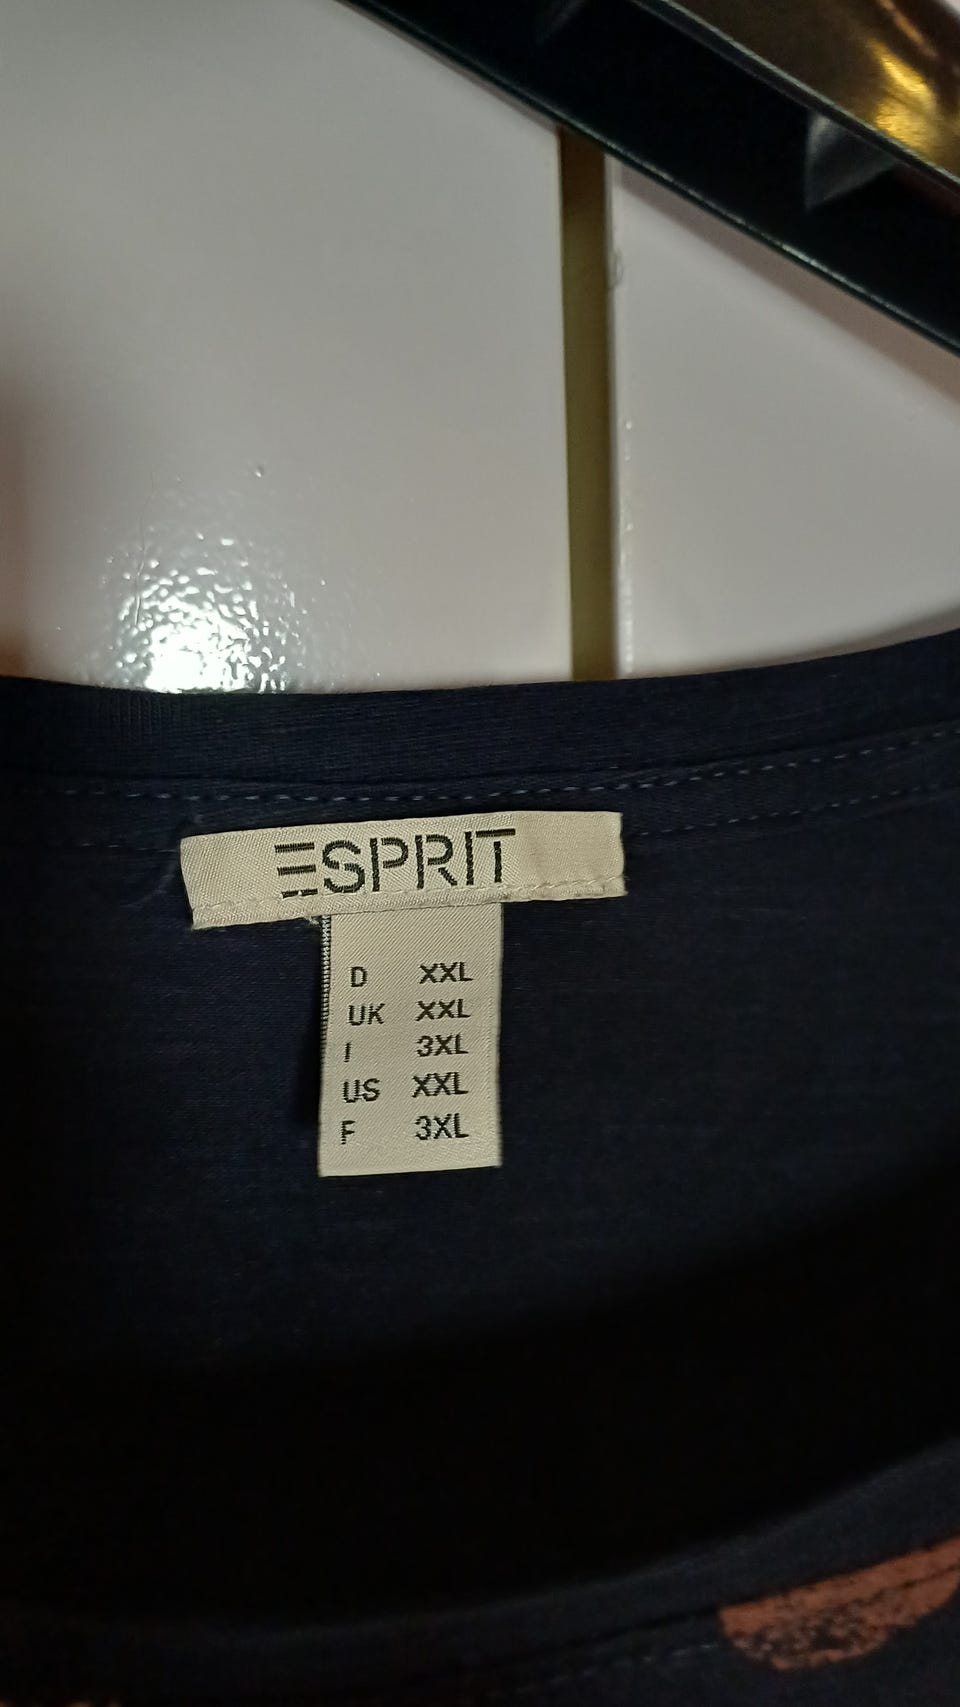 ESPRIT
D XXL
UK XXL
I 3XL
US XXL
F 3XL